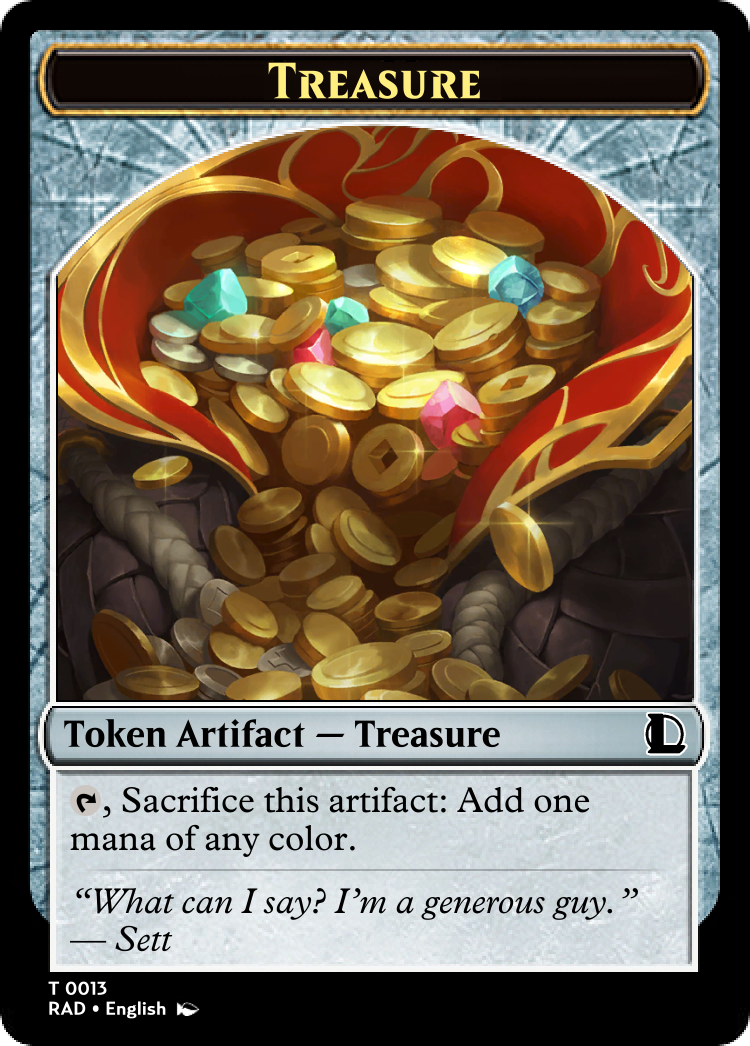 Treasure
Token Artifact — Treasure
, Sacrifice this artifact: Add one
mana of any color.
“What can I say? I’m a generous guy.”
— Sett
T 0013
RAD • English